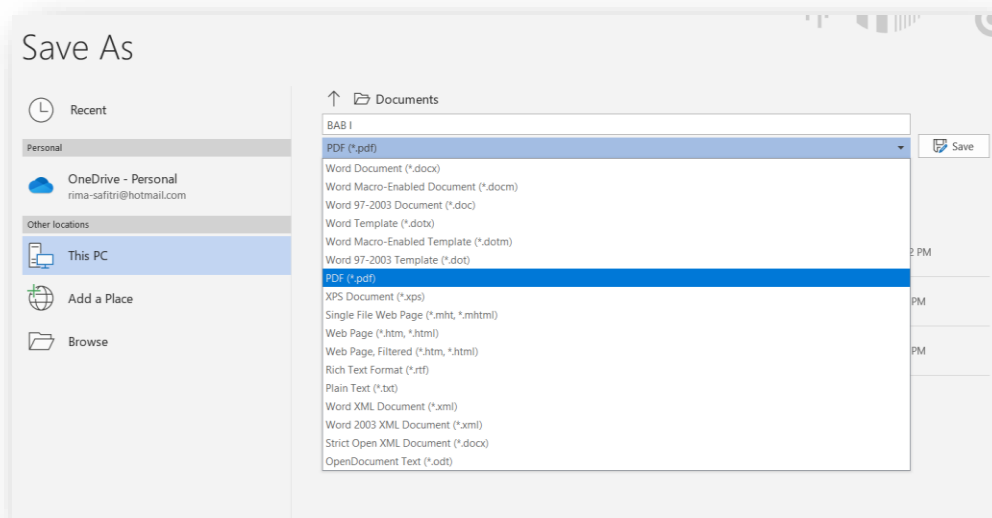 Save As
Recent
Personal
OneDrive - Personal
rima-safitri@hotmail.com
Other locations
This PC
Add a Place
Browse
Documents
BAB I
PDF (*.pdf)
Save
Word Document (*.docx)
Word Macro-Enabled Document (*.docm)
Word 97-2003 Document (*.doc)
Word Template (*.dotx)
Word Macro-Enabled Template (*.dotm)
Word 97-2003 Template (*.dot)
PDF (*.pdf)
XPS Document (*.xps)
Single File Web Page (*.mht, *.mhtml)
Web Page (*.htm, *.html)
Web Page, Filtered (*.htm, *.html)
Rich Text Format (*.rtf)
Plain Text (*.txt)
Word XML Document (*.xml)
Word 2003 XML Document (*.xml)
Strict Open XML Document (*.docx)
OpenDocument Text (*.odt)
2 PM
PM
PM